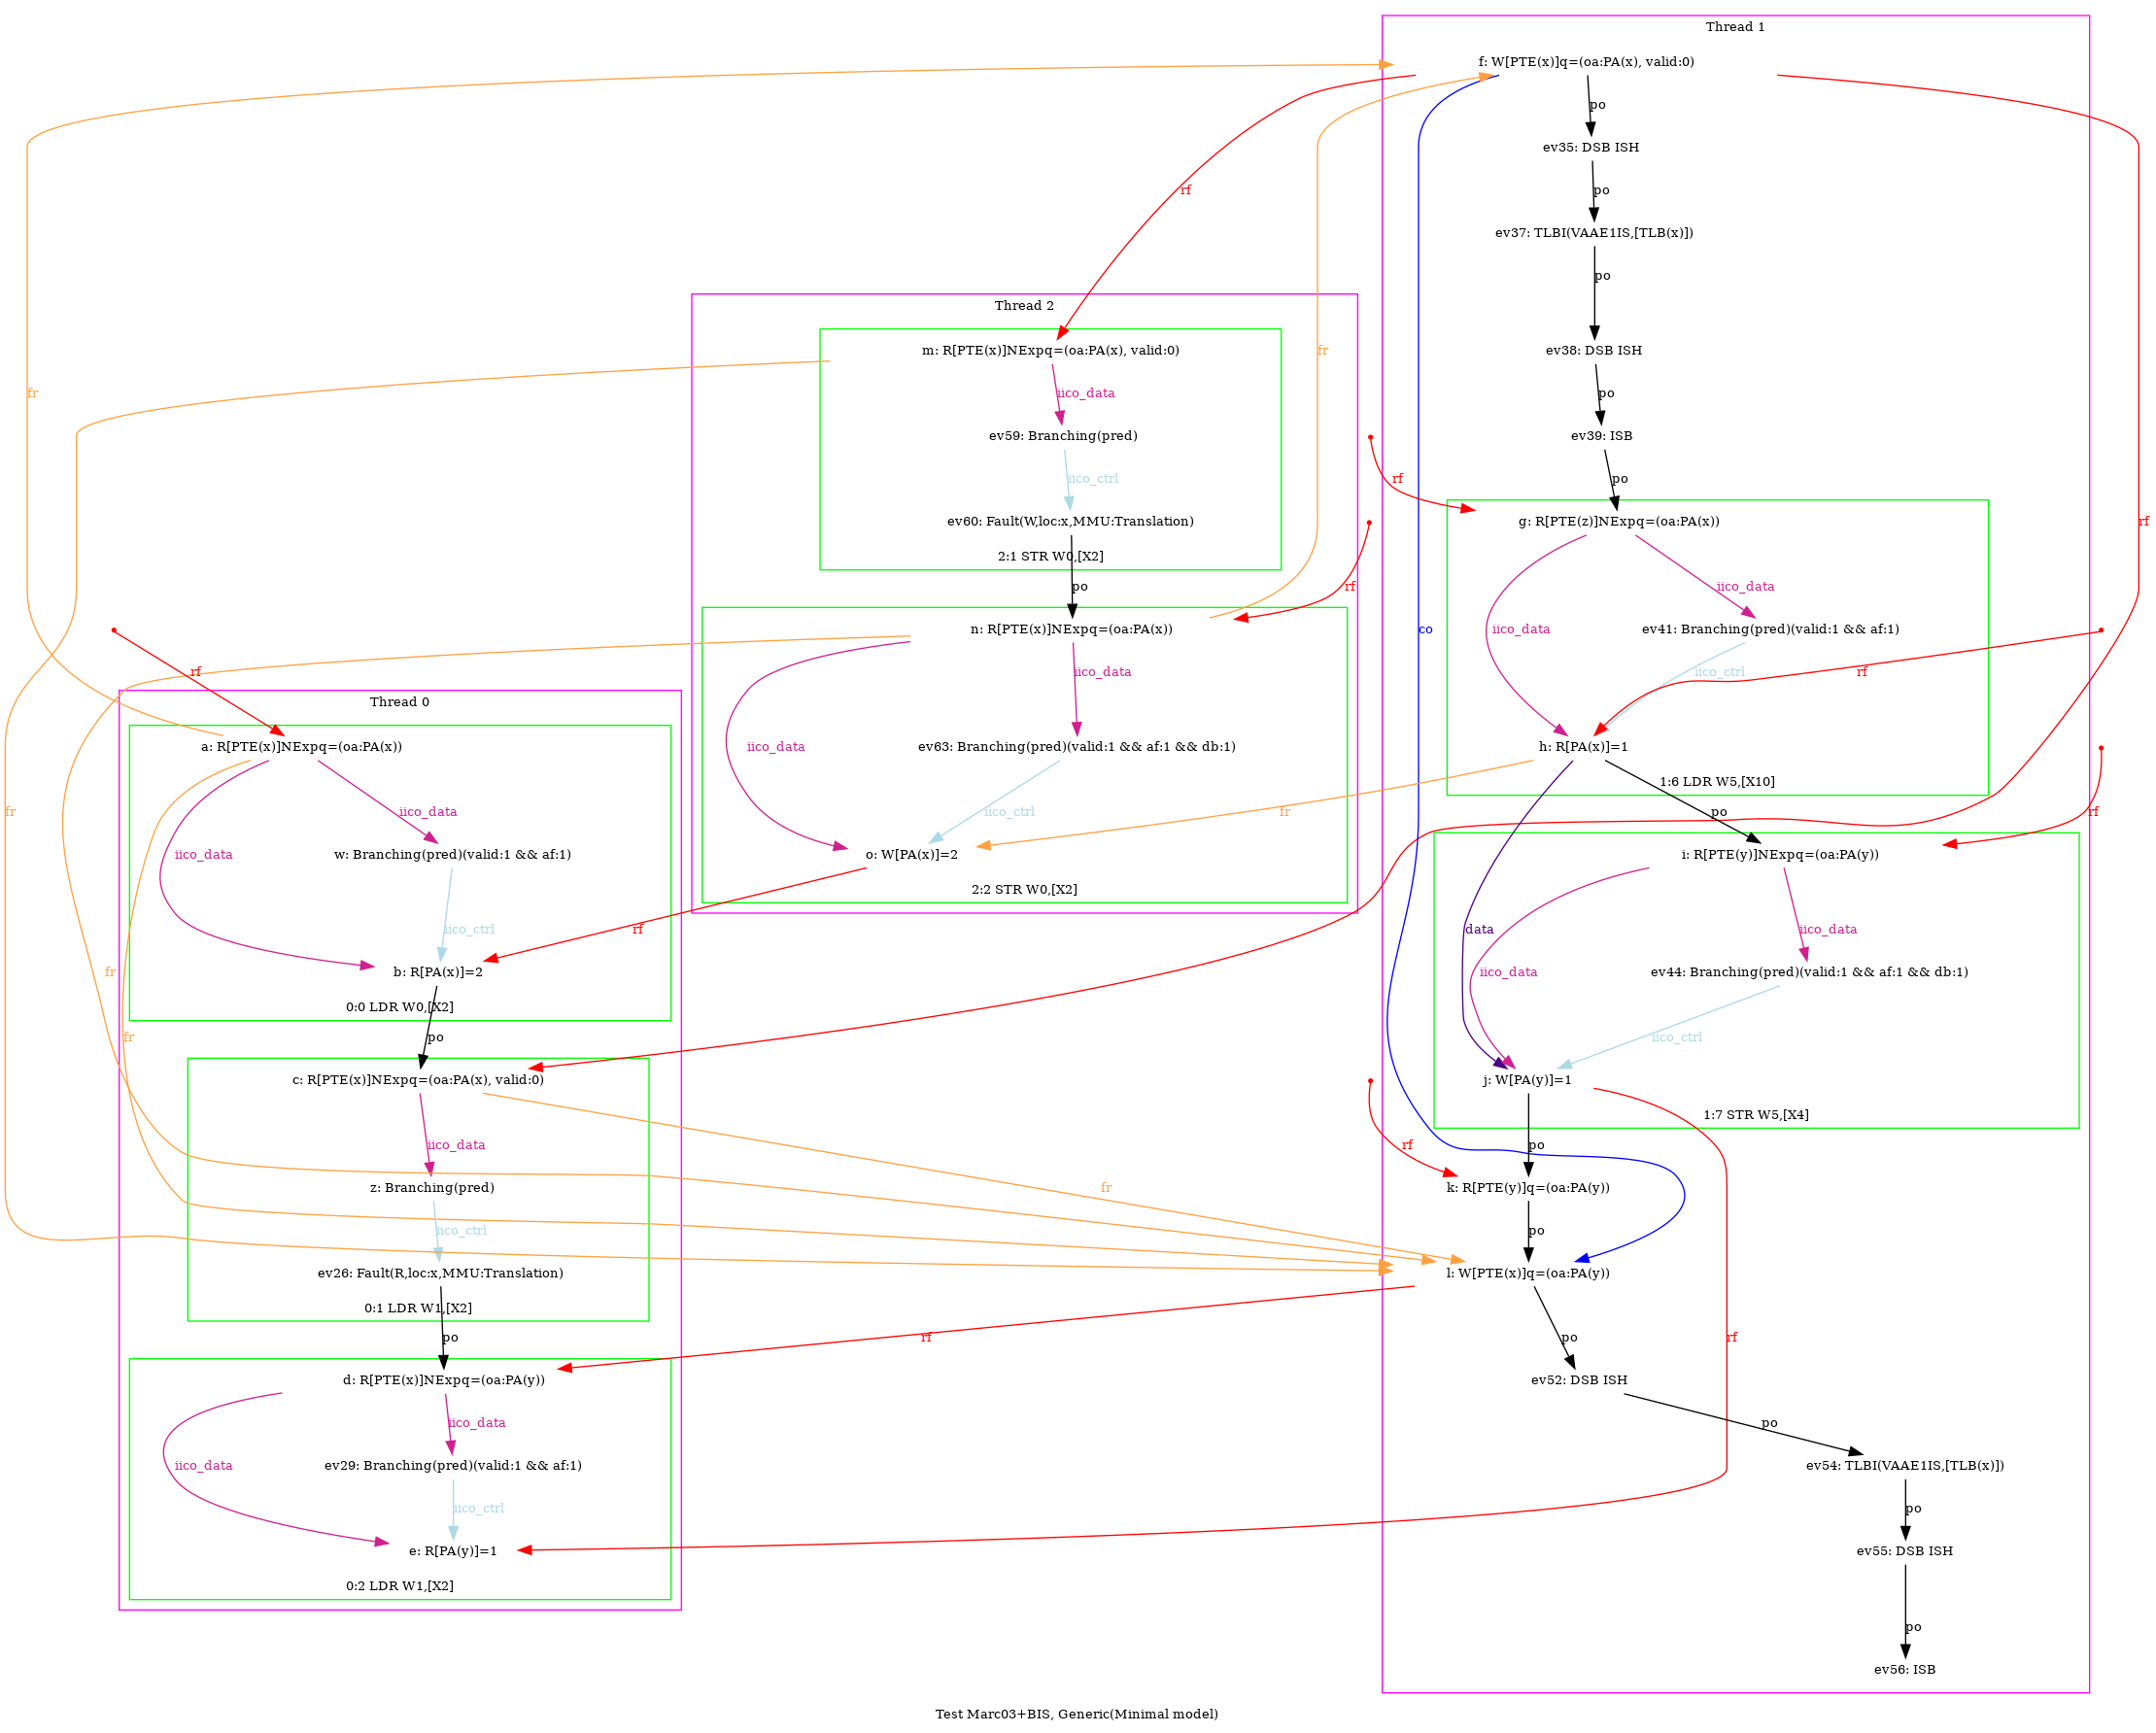 Thread 1
f: W[PTE(x)]q=(oa:PA(x), valid:0)
po
ev35: DSB ISH
po
rf
ev37: TLBI(VAAE1IS,[TLB(x)])
po
Thread 2
m: R[PTE(x)]NExpq=(oa:PA(x), valid:0)
fr
ev38: DSB ISH
fr
iico_data
po
ev59: Branching(pred)
ev39: ISB
iico_ctrl
rf
po
ev60: Fault(W,loc:x,MMU:Translation)
g: R[PTE(z)]NExpq=(oa:PA(x))
rf
2:1 STR W0,[X2]
po
rf
iico_data
n: R[PTE(x)]NExpq=(oa:PA(x))
co
iico_data
ev41: Branching(pred)(valid:1 && af:1)
rf
iico_data
iico_ctrl
rf
Thread 0
a: R[PTE(x)]NExpq=(oa:PA(x))
iico_data
ev63: Branching(pred)(valid:1 && af:1 && db:1)
h: R[PA(x)]=1
1:6 LDR W5,[X10]
fr
iico_data
iico_ctrl
fr
po
rf
iico_data
w: Branching(pred)(valid:1 && af:1)
o: W[PA(x)]=2
i: R[PTE(y)]NExpq=(oa:PA(y))
2:2 STR W0,[X2]
iico_ctrl
rf
data
iico_data
fr
b: R[PA(x)]=2
iico_data
ev44: Branching(pred)(valid:1 && af:1 && db:1)
0:0 LDR W0,[X2]
fr
po
iico_ctrl
c: R[PTE(x)]NExpq=(oa:PA(x), valid:0)
j: W[PA(y)]=1
1:7 STR W5,[X4]
iico_data
rf
po
z: Branching(pred)
fr
k: R[PTE(y)]q=(oa:PA(y))
iico_ctrl
po
ev26: Fault(R,loc:x,MMU:Translation)
l: W[PTE(x)]q=(oa:PA(y))
0:1 LDR W1,[X2]
po
rf
po
rf
d: R[PTE(x)]NExpq=(oa:PA(y))
ev52: DSB ISH
iico_data
po
iico_data
ev29: Branching(pred)(valid:1 && af:1)
ev54: TLBI(VAAE1IS,[TLB(x)])
iico_ctrl
po
e: R[PA(y)]=1
ev55: DSB ISH
0:2 LDR W1,[X2]
po
ev56: ISB
Test Marc03+BIS, Generic(Minimal model)